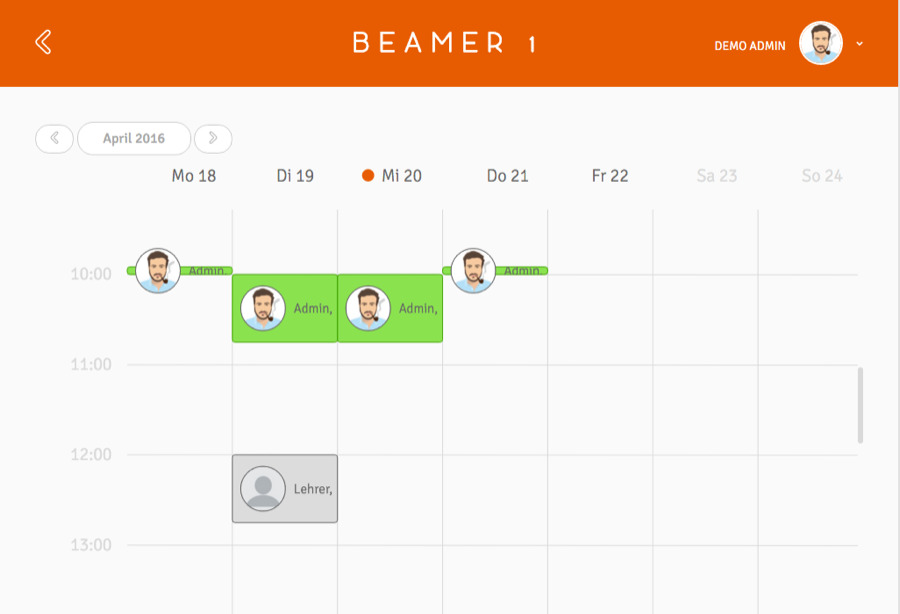 BEAMER 1
DEMO ADMIN
April 2016
Mo 18 Di 19 Mi 20 Do 21 Fr 22 Sa 23 So 24
10:00 Admin, Admin,
Admin, Admin,
11:00
12:00
Lehrer,
13:00